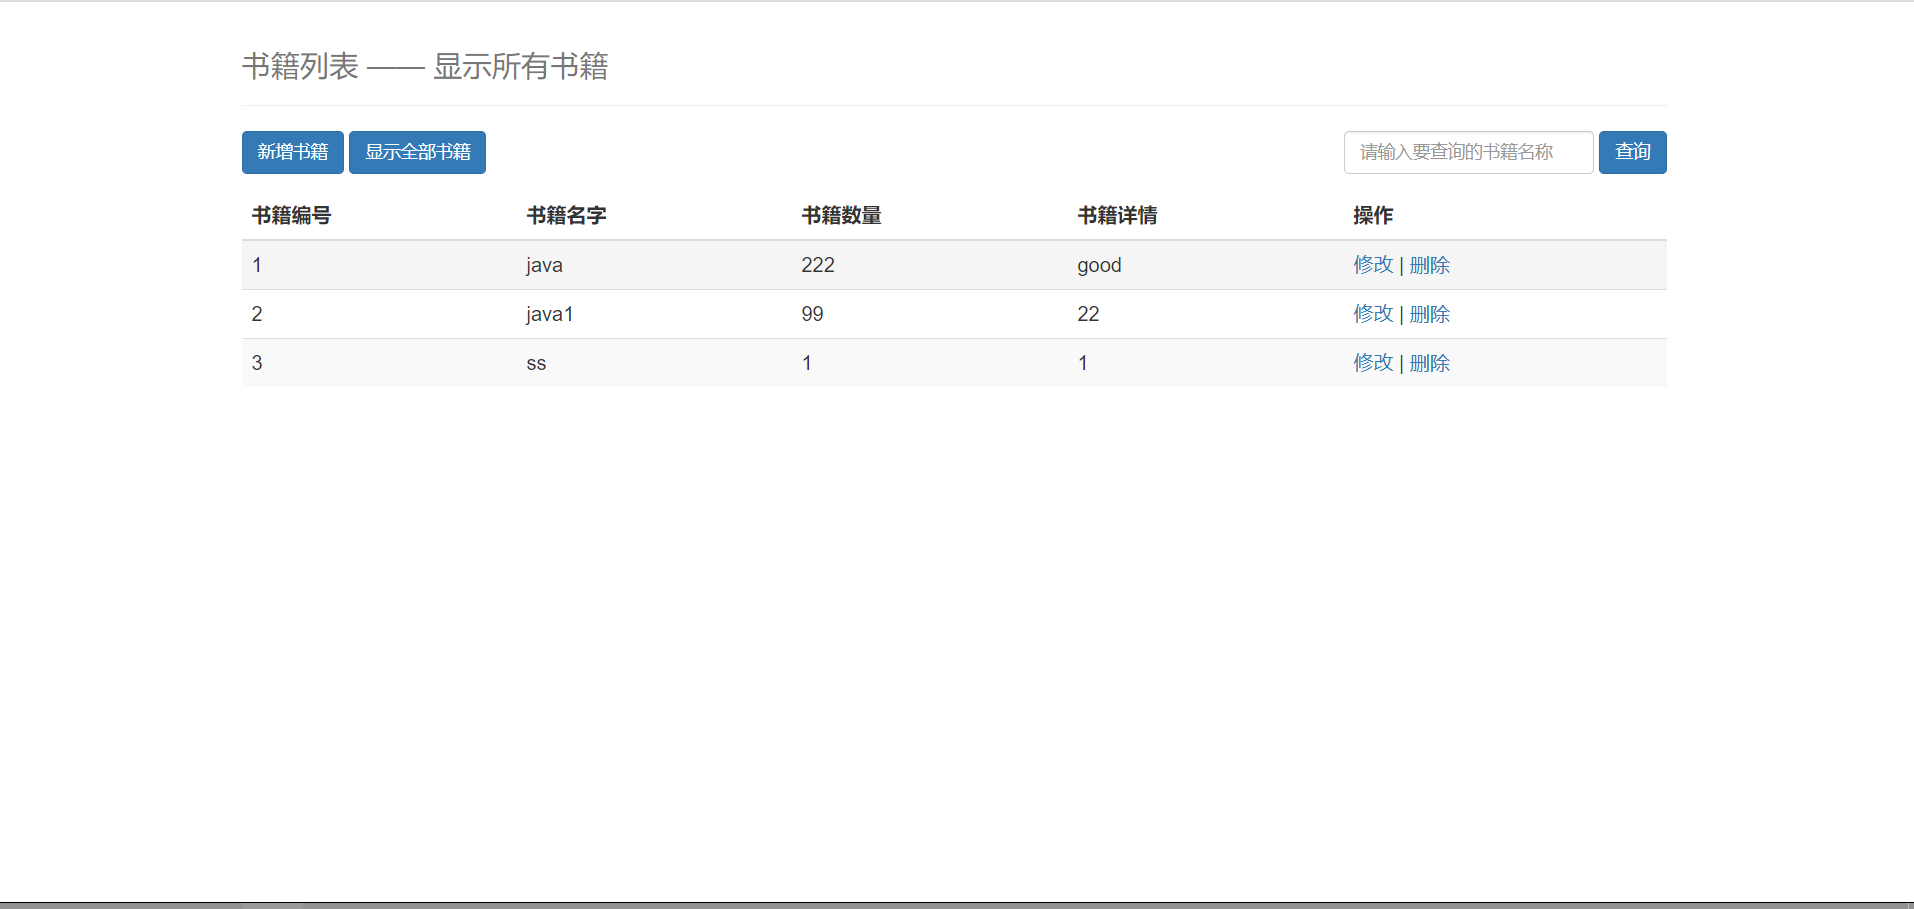 书籍列表 —— 显示所有书籍
新增书籍 显示全部书籍 请输入要查询的书籍名称 查询
书籍编号 书籍名字 书籍数量 书籍详情 操作
1 java 222 good 修改 | 删除
2 java1 99 22 修改 | 删除
3 ss 1 1 修改 | 删除